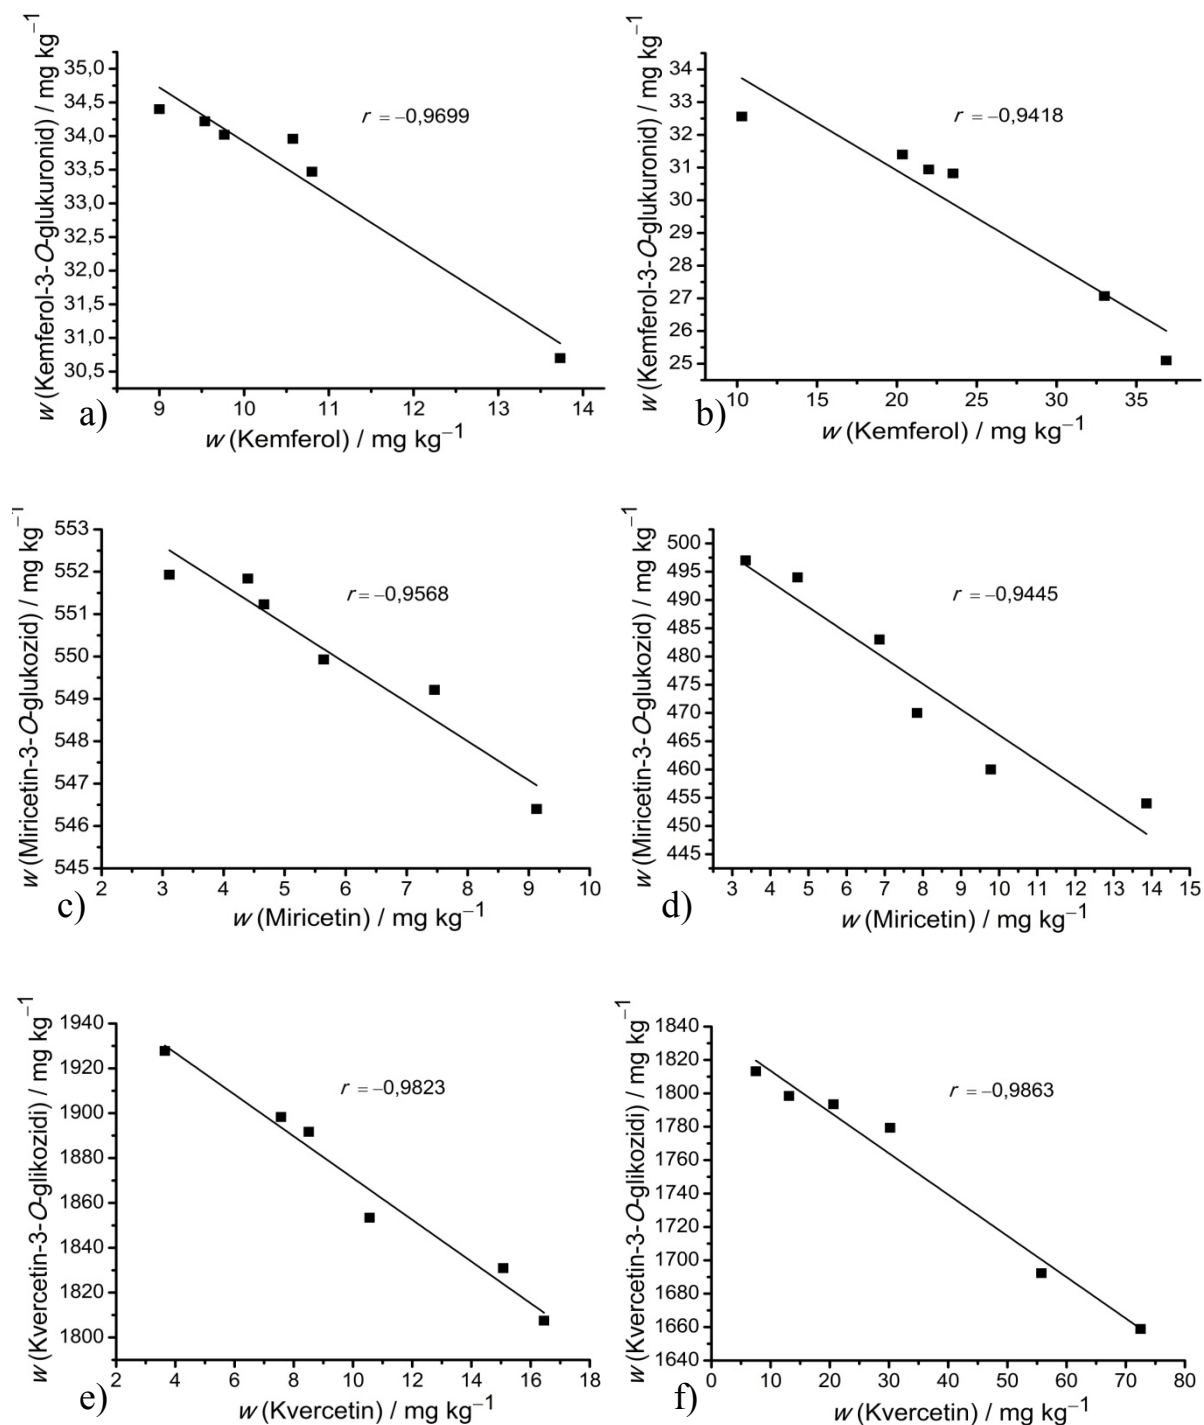 w (Kemferol-3-O-glukuronid) / mg kg⁻¹
35,0
34,5
34,0
33,5
33,0
32,5
32,0
31,5
31,0
30,5
r = −0,9699
9 10 11 12 13 14
a)
w (Kemferol) / mg kg⁻¹
w (Kemferol-3-O-glukuronid) / mg kg⁻¹
34
33
32
31
30
29
28
27
26
25
r = −0,9418
10 15 20 25 30 35
b)
w (Kemferol) / mg kg⁻¹
w (Miricetin-3-O-glukozid) / mg kg⁻¹
553
552
551
550
549
548
547
546
545
r = −0,9568
2 3 4 5 6 7 8 9 10
c)
w (Miricetin) / mg kg⁻¹
w (Miricetin-3-O-glukozid) / mg kg⁻¹
500
495
490
485
480
475
470
465
460
455
450
445
r = −0,9445
3 4 5 6 7 8 9 10 11 12 13 14 15
d)
w (Miricetin) / mg kg⁻¹
w (Kvercetin-3-O-glikozidi) / mg kg⁻¹
1940
1920
1900
1880
1860
1840
1820
1800
r = −0,9823
2 4 6 8 10 12 14 16 18
e)
w (Kvercetin) / mg kg⁻¹
w (Kvercetin-3-O-glikozidi) / mg kg⁻¹
1840
1820
1800
1780
1760
1740
1720
1700
1680
1660
1640
r = −0,9863
0 10 20 30 40 50 60 70 80
f)
w (Kvercetin) / mg kg⁻¹